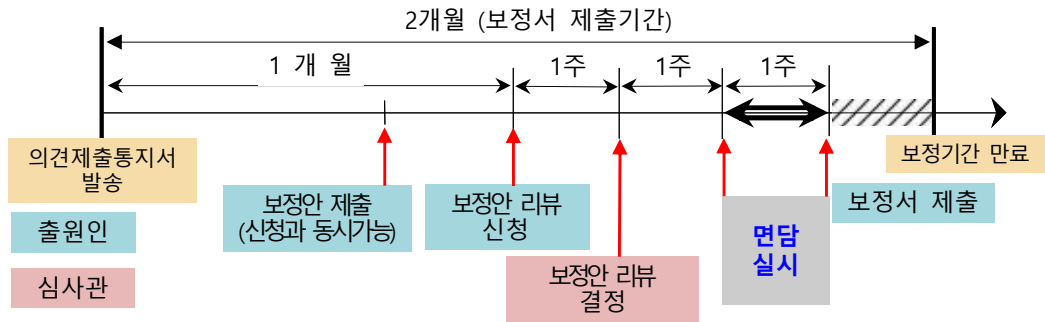 2개월 (보정서 제출기간)
1 개 월
1주
1주
1주
의견제출통지서
발송
보정기간 만료
보정안 제출
(신청과 동시가능)
보정안 리뷰
신청
보정서 제출
출원인
면담
실시
심사관
보정안 리뷰
결정